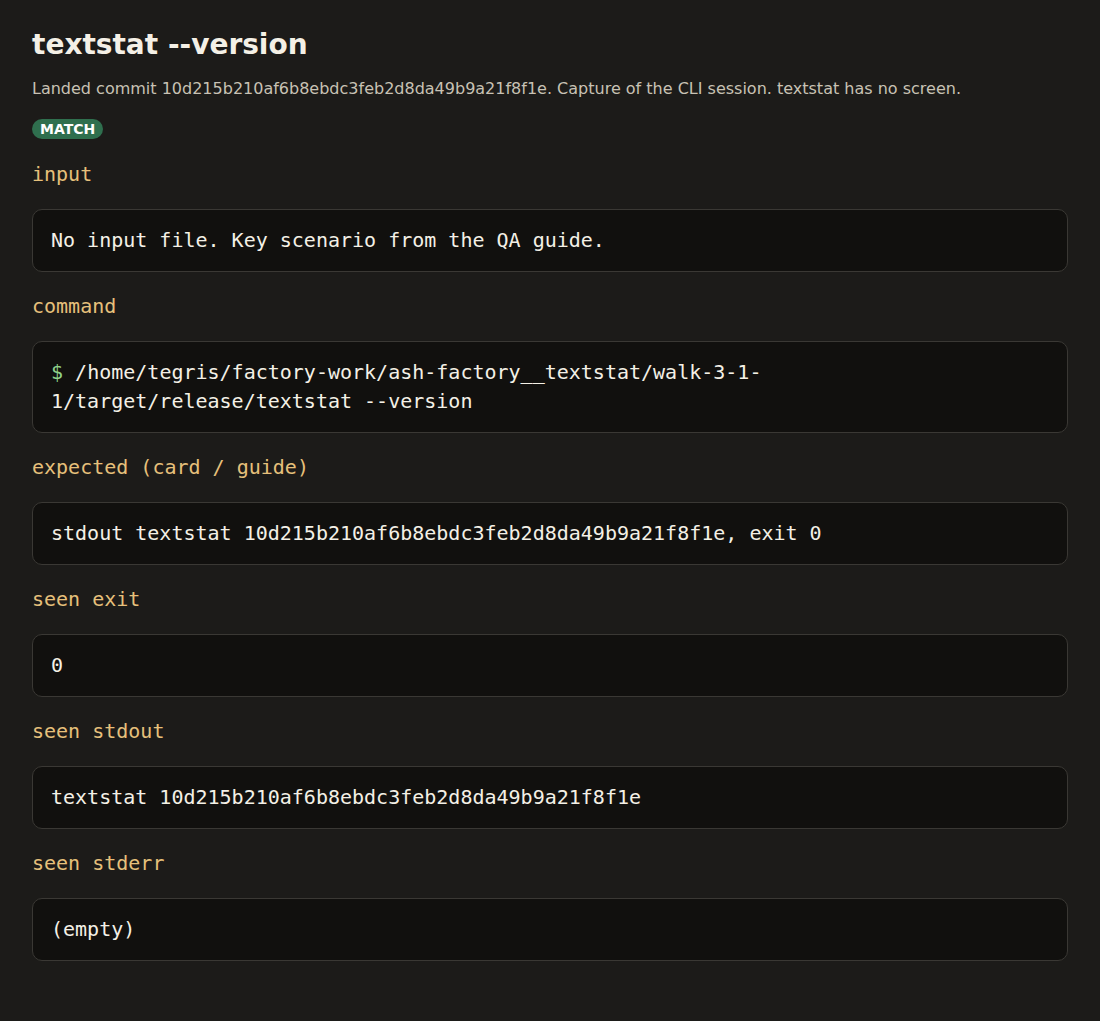 textstat --version
Landed commit 10d215b210af6b8ebdc3feb2d8da49b9a21f8f1e. Capture of the CLI session. textstat has no screen.
MATCH
input
No input file. Key scenario from the QA guide.
command
$ /home/tegris/factory-work/ash-factory__textstat/walk-3-1-
1/target/release/textstat --version
expected (card / guide)
stdout textstat 10d215b210af6b8ebdc3feb2d8da49b9a21f8f1e, exit 0
seen exit
0
seen stdout
textstat 10d215b210af6b8ebdc3feb2d8da49b9a21f8f1e
seen stderr
(empty)